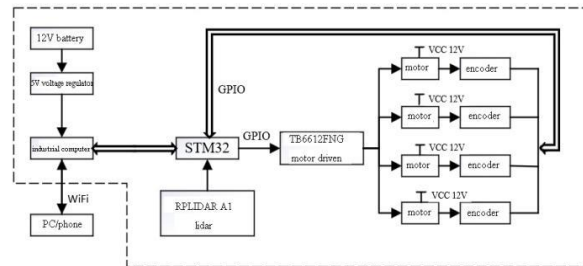 12V battery
5V voltage regulator
industrial computer
WiFi
PC/phone
GPIO
STM32
GPIO
RPLIDAR A1
lidar
TB6612FNG
motor driven
VCC 12V
motor
encoder
VCC 12V
motor
encoder
VCC 12V
motor
encoder
VCC 12V
motor
encoder